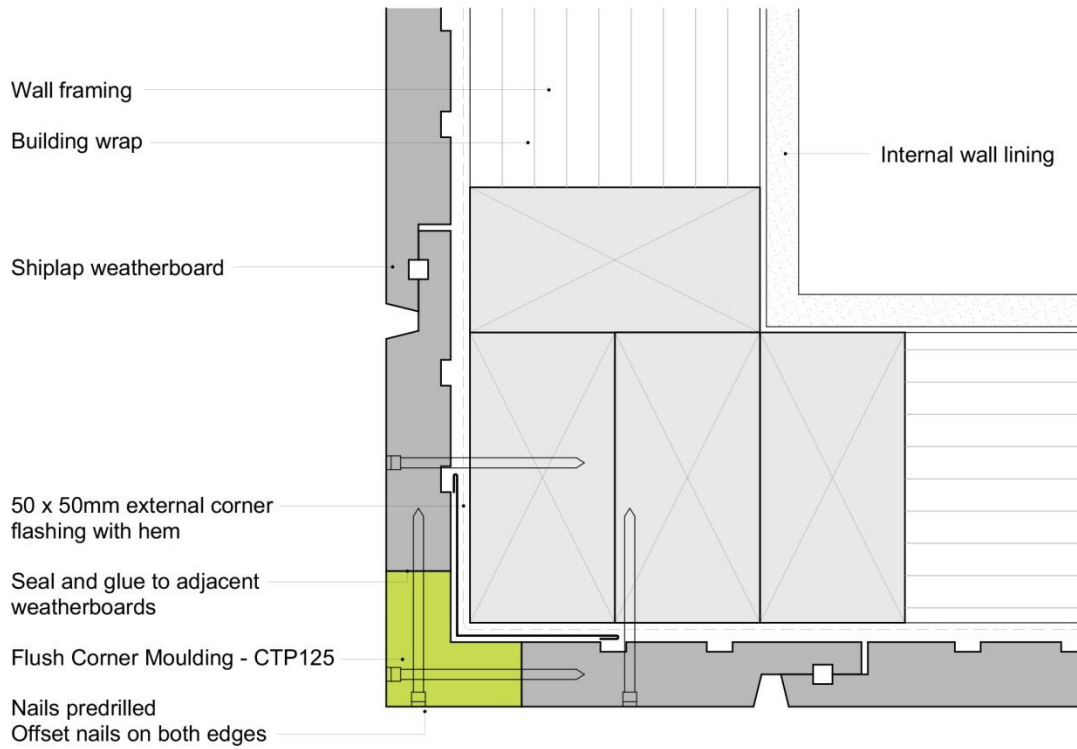 Wall framing
Building wrap
Internal wall lining
Shiplap weatherboard
50 x 50mm external corner
flashing with hem
Seal and glue to adjacent
weatherboards
Flush Corner Moulding - CTP125
Nails predrilled
Offset nails on both edges